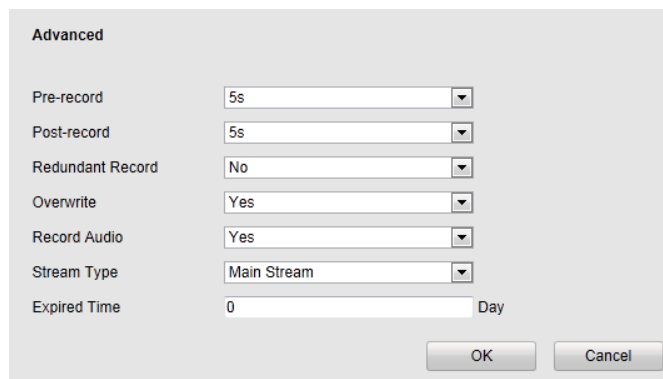 Advanced
Pre-record 5s
Post-record 5s
Redundant Record No
Overwrite Yes
Record Audio Yes
Stream Type Main Stream
Expired Time 0 Day
OK Cancel